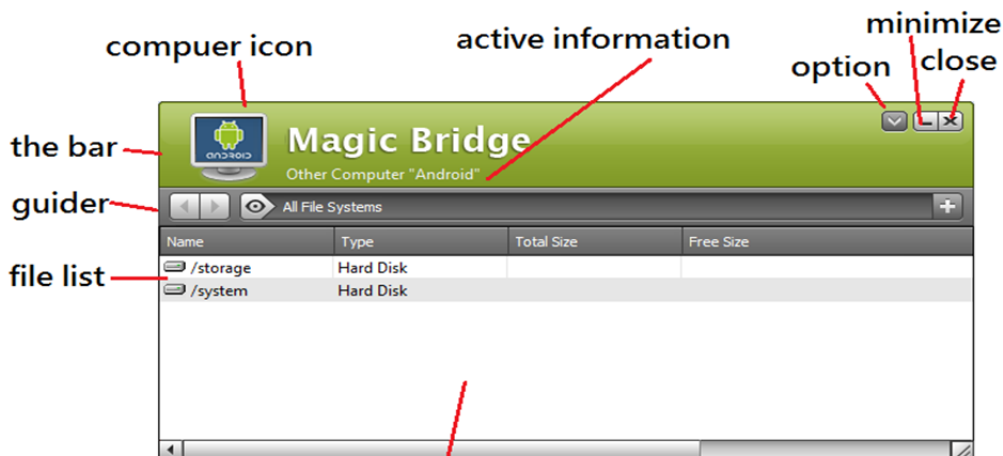 minimize
compuer icon
active information
option
close
the bar
android
Magic Bridge
Other Computer "Android"
guider
All File Systems
Name Type Total Size Free Size
file list
/storage Hard Disk
/system Hard Disk